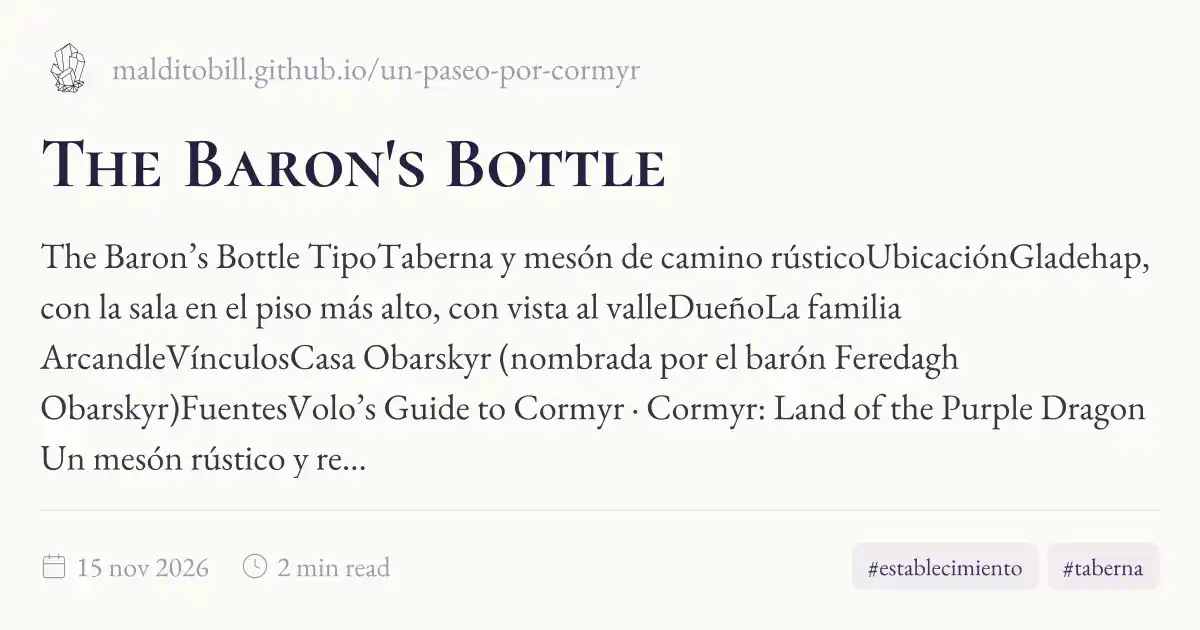 malditobill.github.io/un-paseo-por-cormyr
The Baron's Bottle
The Baron’s Bottle TipoTaberna y mesón de camino rústicoUbicaciónGladehap,
con la sala en el piso más alto, con vista al valleDueñoLa familia
ArcandleVínculosCasa Obarskyr (nombrada por el barón Feredagh
Obarskyr)FuentesVolo’s Guide to Cormyr · Cormyr: Land of the Purple Dragon
Un mesón rústico y re...
15 nov 2026
2 min read
#establecimiento
#taberna